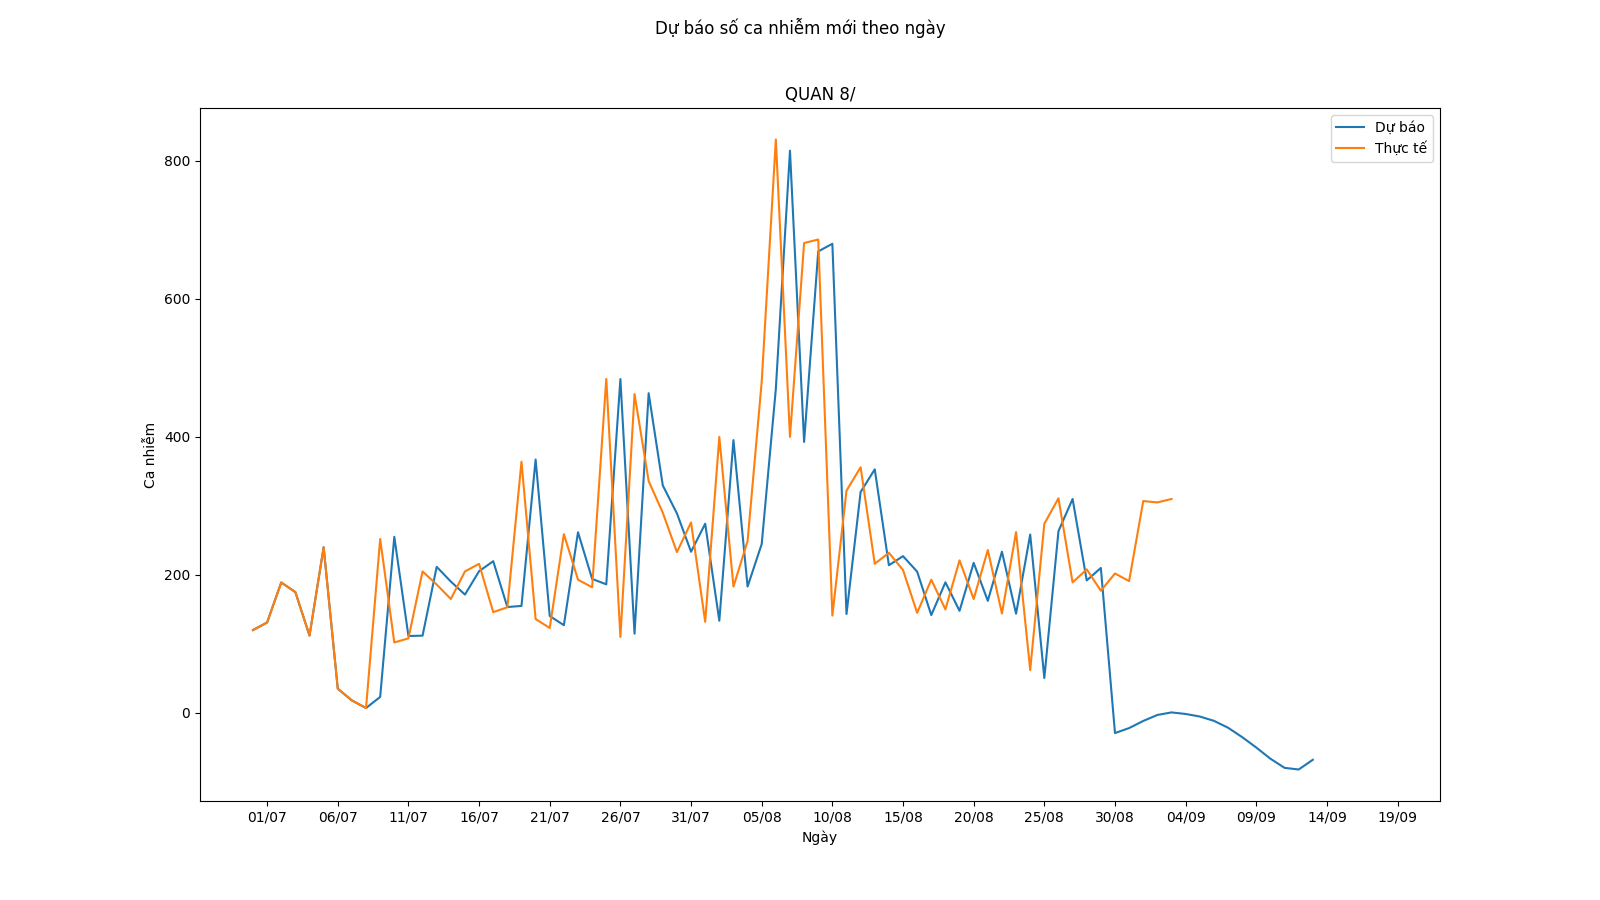 Dự báo số ca nhiễm mới theo ngày
QUAN 8/
Dự báo
Thực tế
800
600
400
200
0
Ca nhiễm
01/07 06/07 11/07 16/07 21/07 26/07 31/07 05/08 10/08 15/08 20/08 25/08 30/08 04/09 09/09 14/09 19/09
Ngày